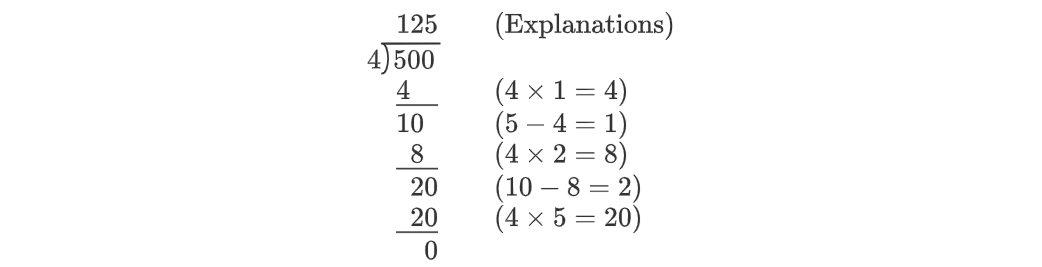 125 (Explanations)
4)500
4 (4 × 1 = 4)
10 (5 − 4 = 1)
8 (4 × 2 = 8)
20 (10 − 8 = 2)
20 (4 × 5 = 20)
0